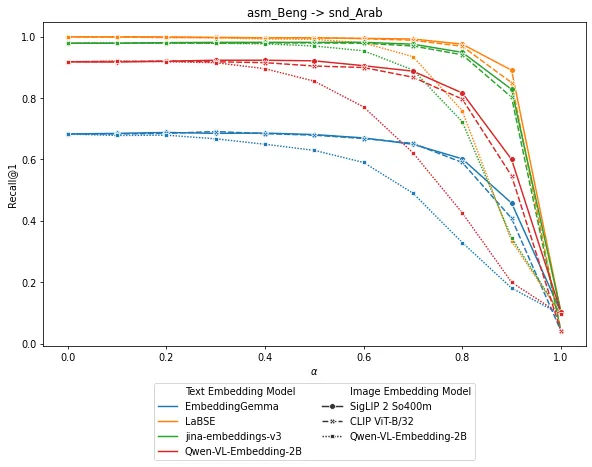 asm_Beng -> snd_Arab
1.0
0.8
0.6
0.4
0.2
0.0
Recall@1
0.0 0.2 0.4 0.6 0.8 1.0
α
Text Embedding Model
EmbeddingGemma
LaBSE
jina-embeddings-v3
Qwen-VL-Embedding-2B
Image Embedding Model
SigLIP 2 So400m
CLIP ViT-B/32
Qwen-VL-Embedding-2B